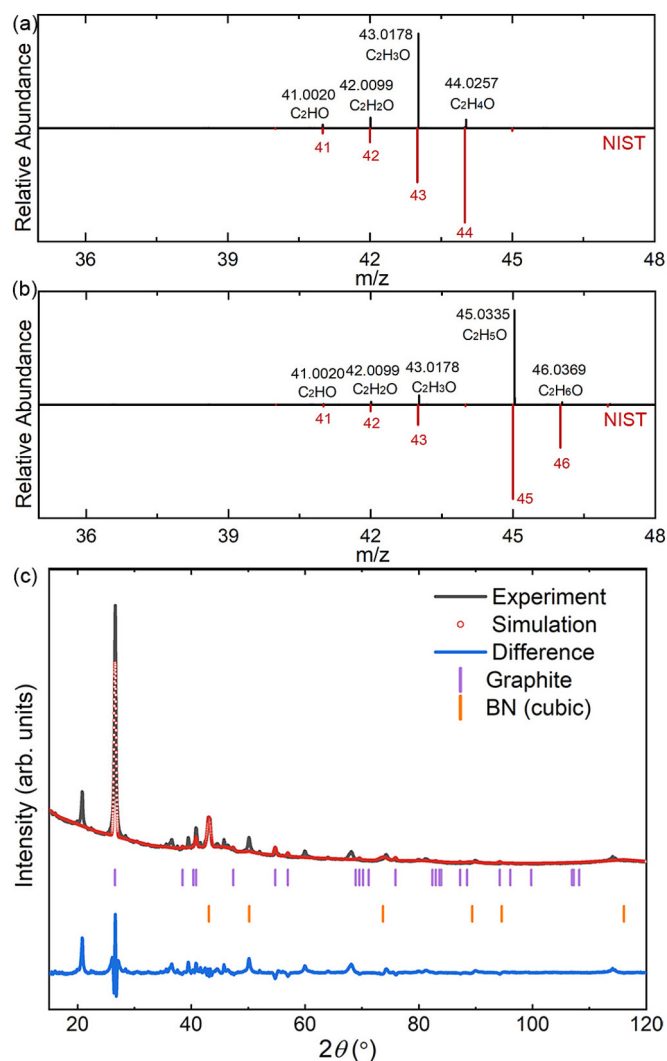 (a)
Relative Abundance
43.0178
C₂H₃O
42.0099
41.0020
C₂H₂O
44.0257
C₂HO
C₂H₄O
NIST
41
42
43
44
36
39
42
45
48
m/z
(b)
Relative Abundance
45.0335
C₂H₅O
41.0020
42.0099
43.0178
46.0369
C₂HO
C₂H₂O
C₂H₃O
C₂H₆O
NIST
41
42
43
46
45
36
39
42
45
48
m/z
(c)
Intensity (arb. units)
Experiment
Simulation
Difference
Graphite
BN (cubic)
20
40
60
80
100
120
2θ (°)